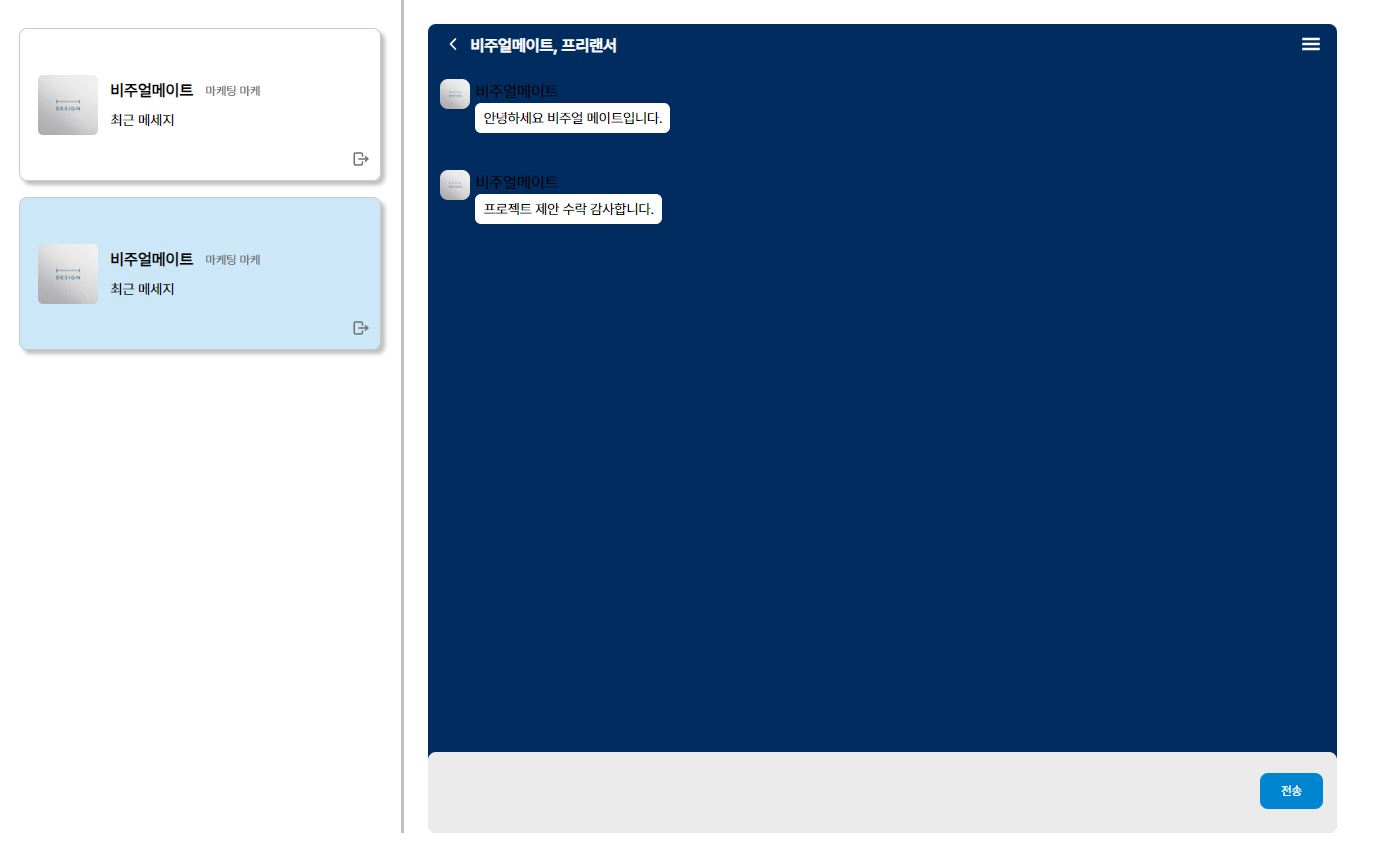 비주얼메이트 마케팅 마케
최근 메세지
DESIGN
비주얼메이트 마케팅 마케
최근 메세지
DESIGN
비주얼메이트, 프리랜서
비주얼메이트
안녕하세요 비주얼 메이트입니다.
비주얼메이트
프로젝트 제안 수락 감사합니다.
전송